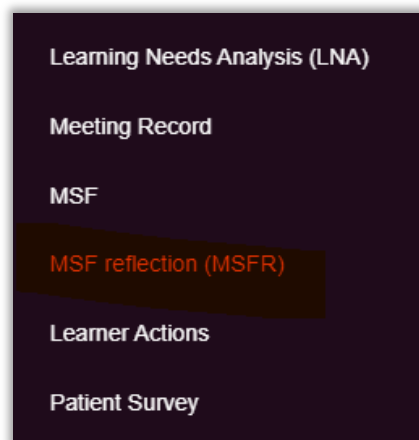 Learning Needs Analysis (LNA)
Meeting Record
MSF
MSF reflection (MSFR)
Learner Actions
Patient Survey